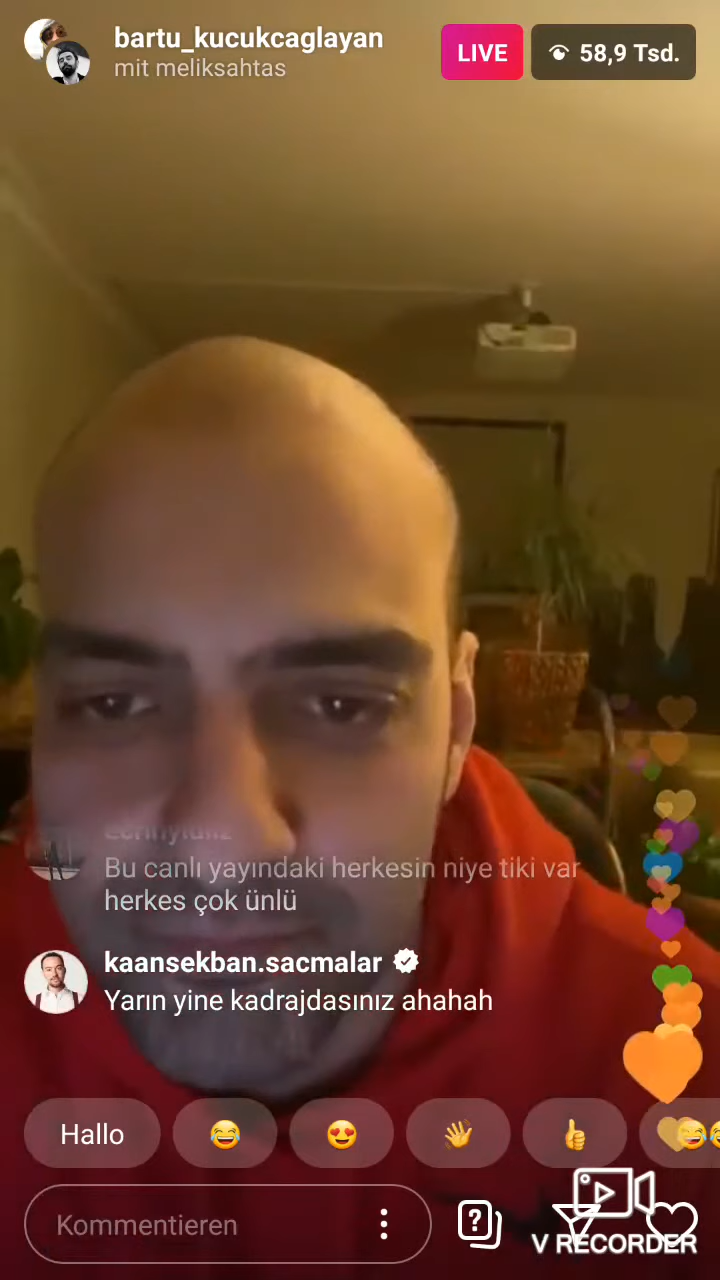 bartu_kucukcaglayan
mit meliksahtas
LIVE
58,9 Tsd.
Bu canlı yayındaki herkesin niye tiki var
herkes çok ünlü
kaansekban.sacmalar
Yarın yine kadrajdasınız ahahah
Hallo
Kommentieren
V RECORDER